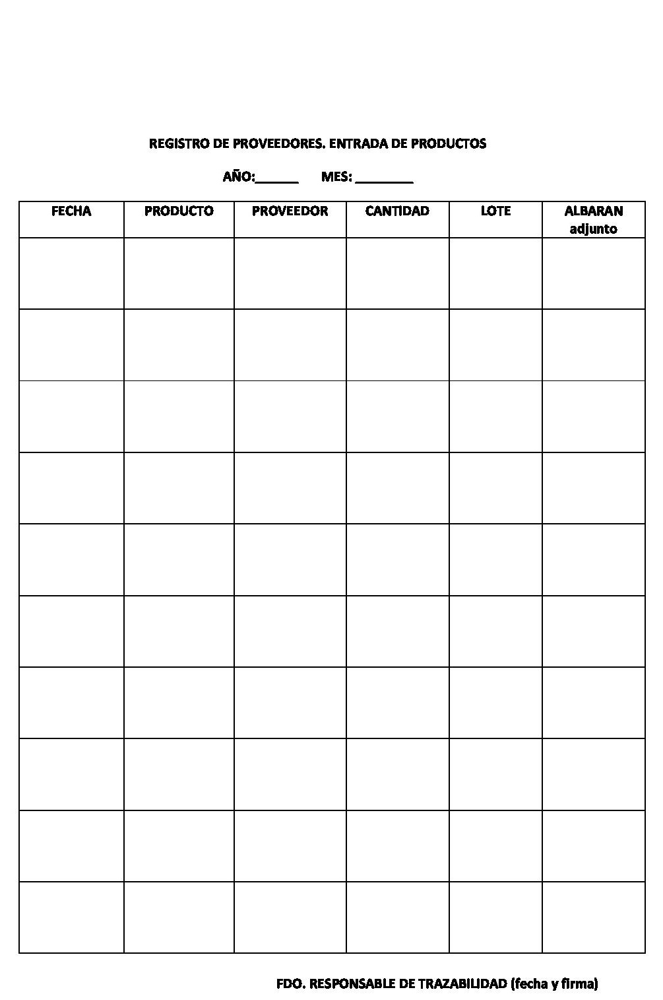 REGISTRO DE PROVEEDORES. ENTRADA DE PRODUCTOS
AÑO:______ MES: ________
FECHA PRODUCTO PROVEEDOR CANTIDAD LOTE ALBARAN
adjunto
FDO. RESPONSABLE DE TRAZABILIDAD (fecha y firma)